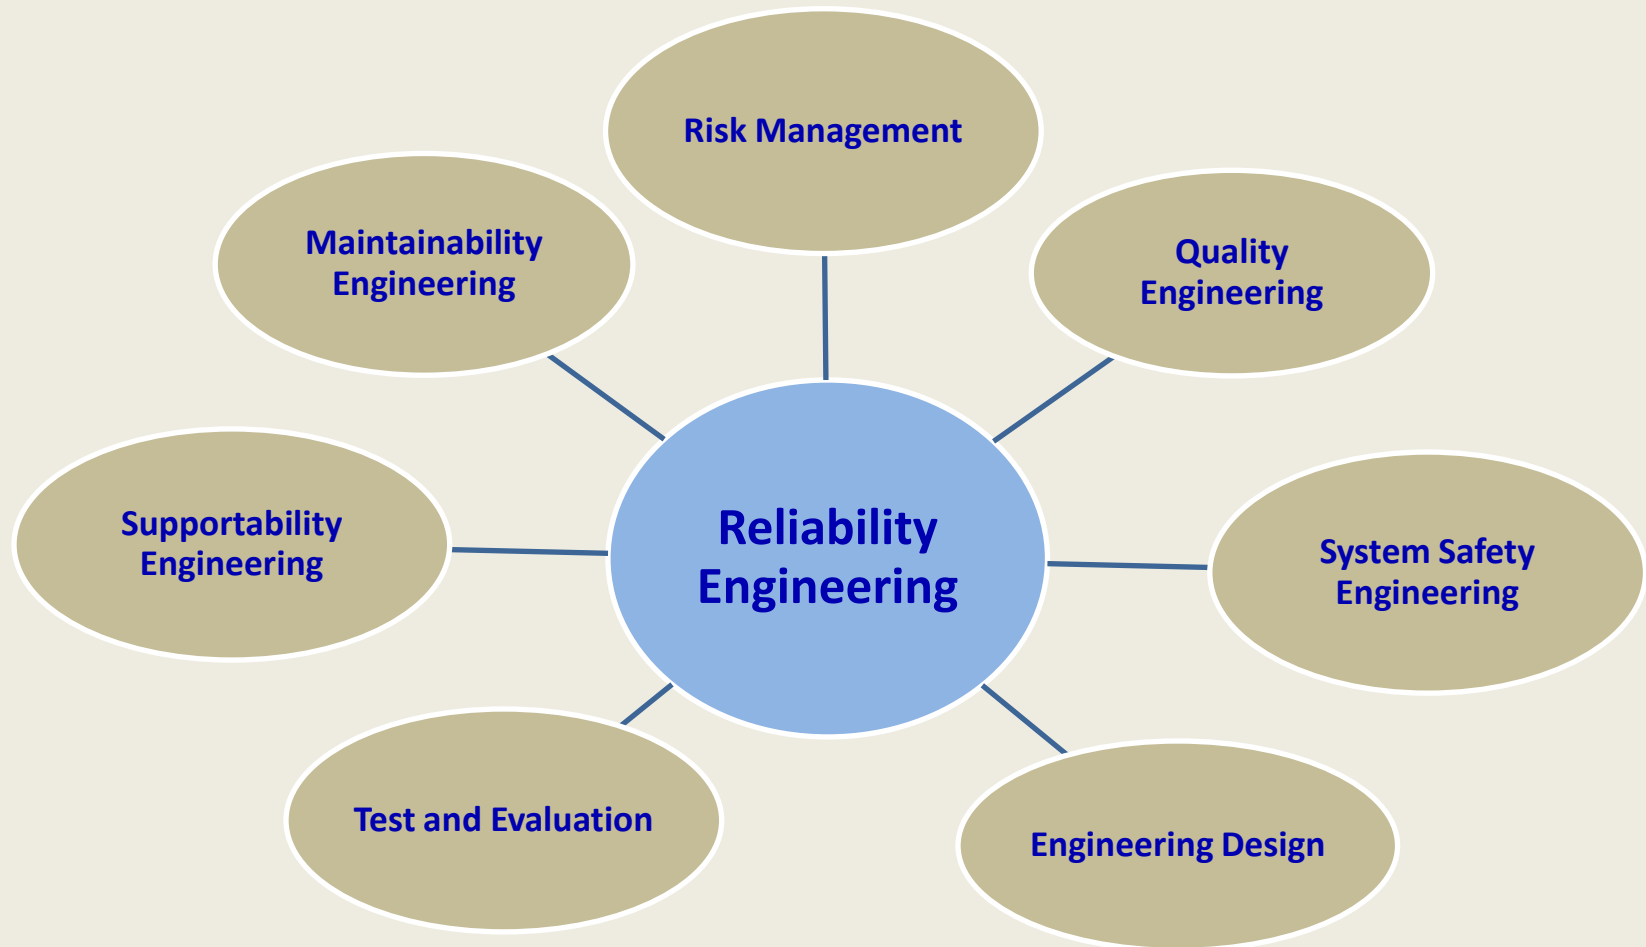 Risk Management
Maintainability
Engineering
Quality
Engineering
Supportability
Engineering
Reliability
Engineering
System Safety
Engineering
Test and Evaluation
Engineering Design